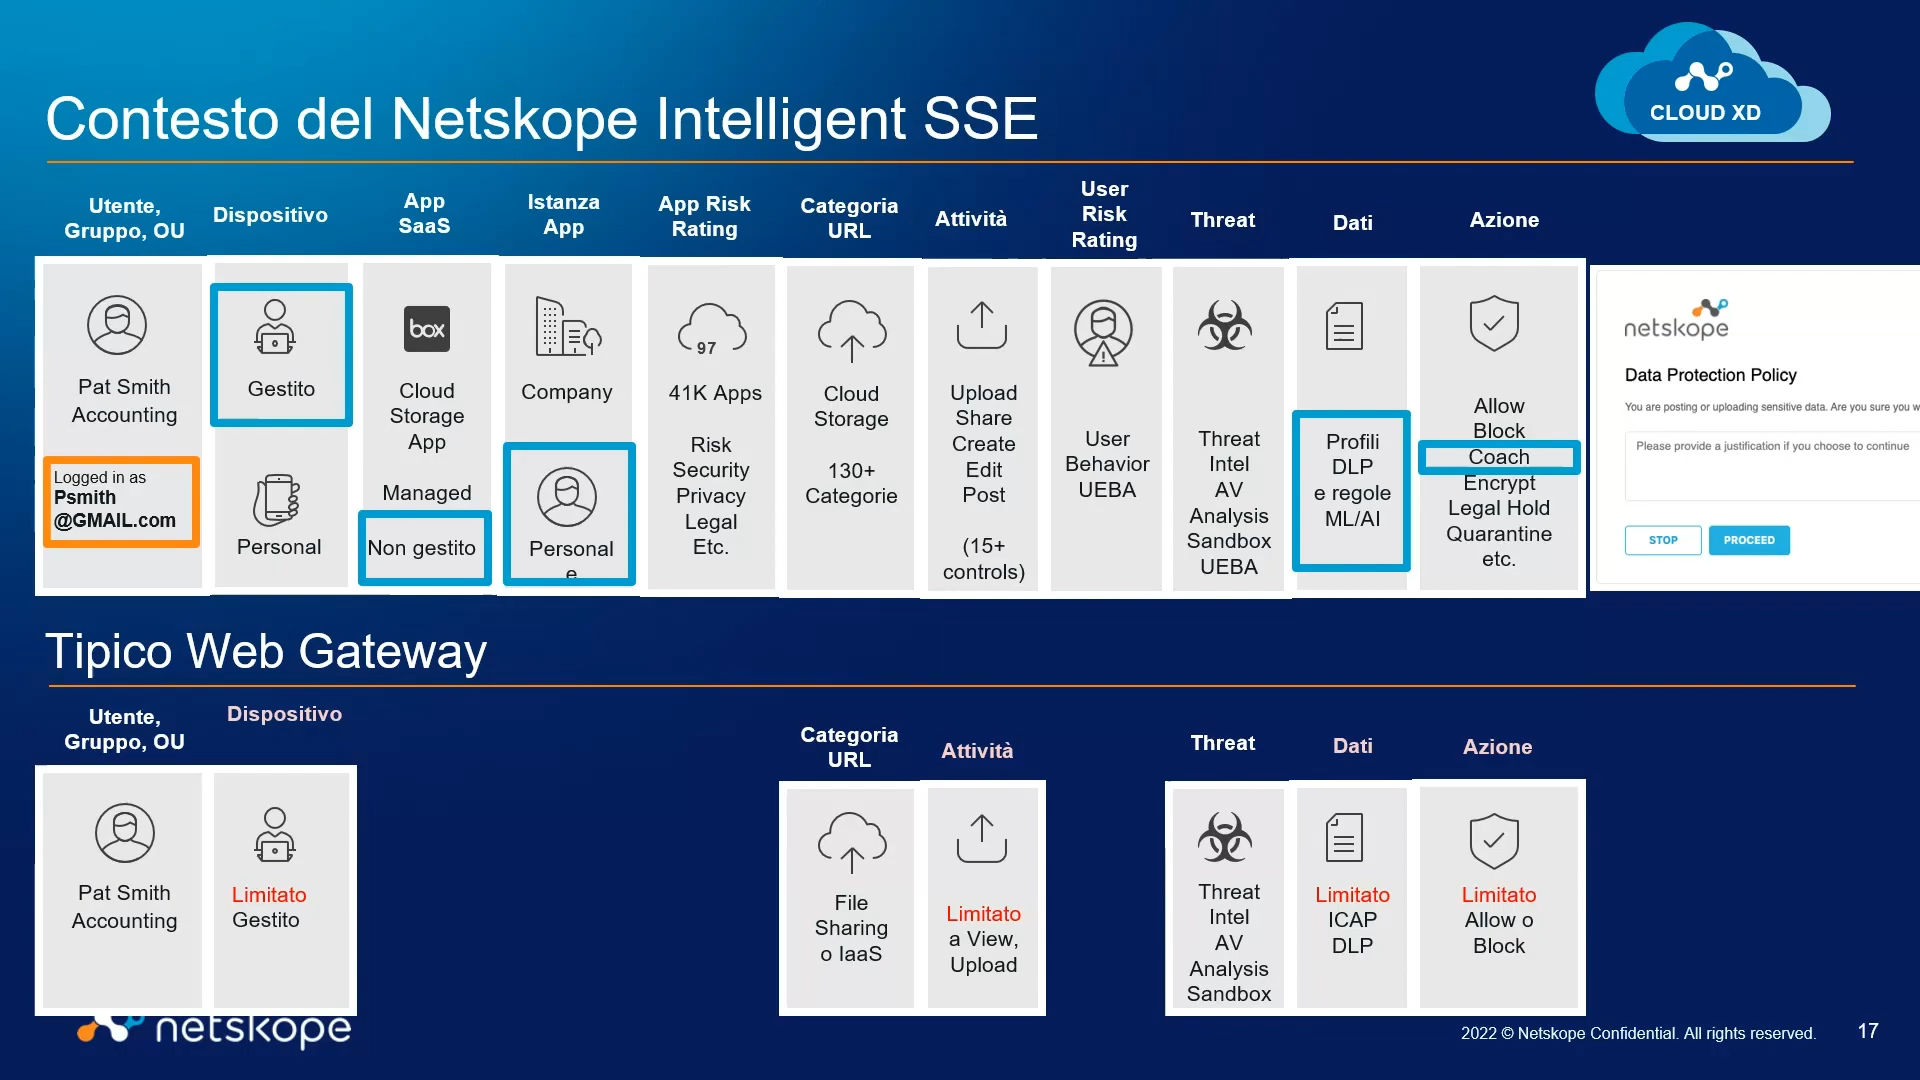 CLOUD XD
Contesto del Netskope Intelligent SSE
Utente,
Gruppo, OU
Dispositivo
App
SaaS
Istanza
App
App Risk
Rating
Categoria
URL
Attività
User
Risk
Rating
Threat
Dati
Azione
Pat Smith
Accounting
Logged in as
Psmith
@GMAIL.com
Gestito
Personal
box
Cloud
Storage
App
Managed
Non gestito
Company
Personal
e
97
41K Apps
Risk
Security
Privacy
Legal
Etc.
Cloud
Storage
130+
Categorie
Upload
Share
Create
Edit
Post
(15+
controls)
User
Behavior
UEBA
Threat
Intel
AV
Analysis
Sandbox
UEBA
Profili
DLP
e regole
ML/AI
Allow
Block
Coach
Encrypt
Legal Hold
Quarantine
etc.
netskope
Data Protection Policy
You are posting or uploading sensitive data. Are you sure you w
Please provide a justification if you choose to continue
STOP
PROCEED
Tipico Web Gateway
Utente,
Gruppo, OU
Dispositivo
Categoria
URL
Attività
Threat
Dati
Azione
Pat Smith
Accounting
Limitato
Gestito
File
Sharing
o IaaS
Limitato
a View,
Upload
Threat
Intel
AV
Analysis
Sandbox
Limitato
ICAP
DLP
Limitato
Allow o
Block
netskope
2022 © Netskope Confidential. All rights reserved.
17